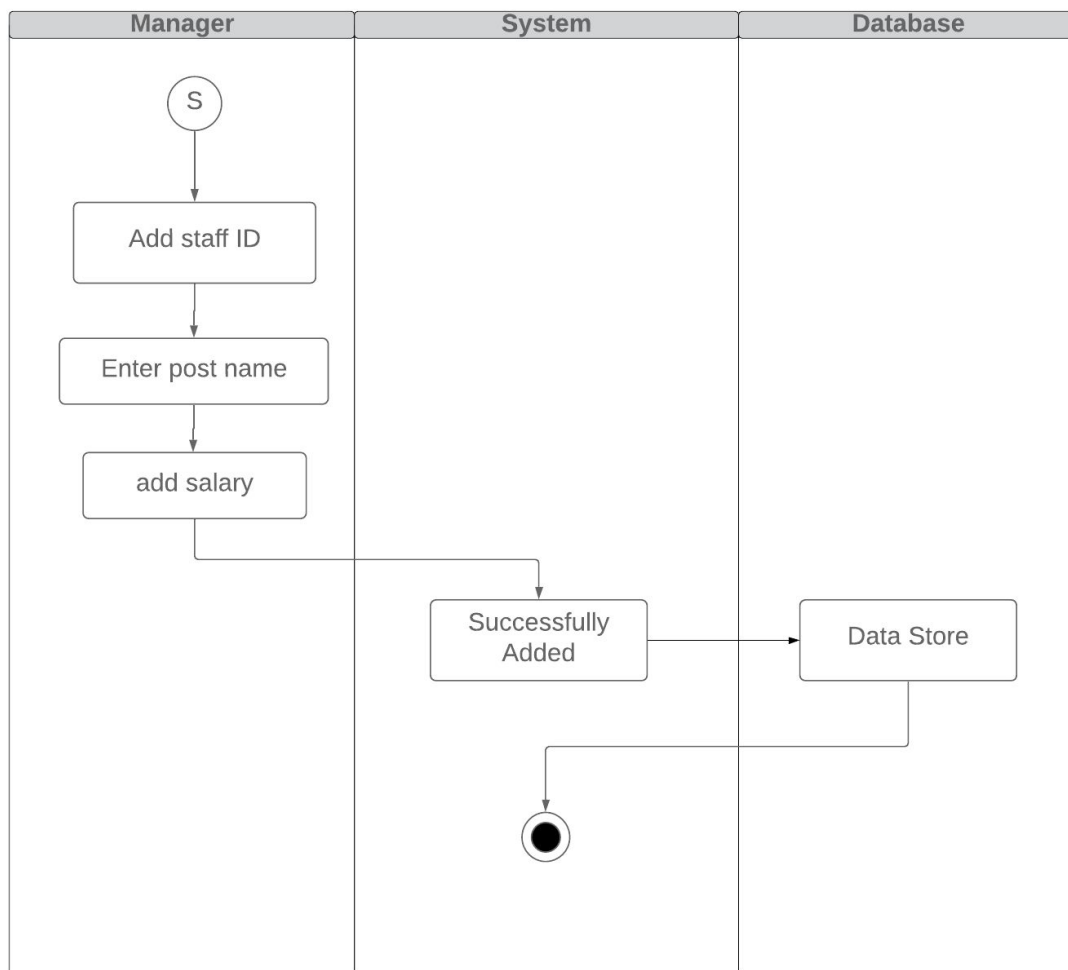 Manager
System
Database
S
Add staff ID
Enter post name
add salary
Successfully
Added
Data Store